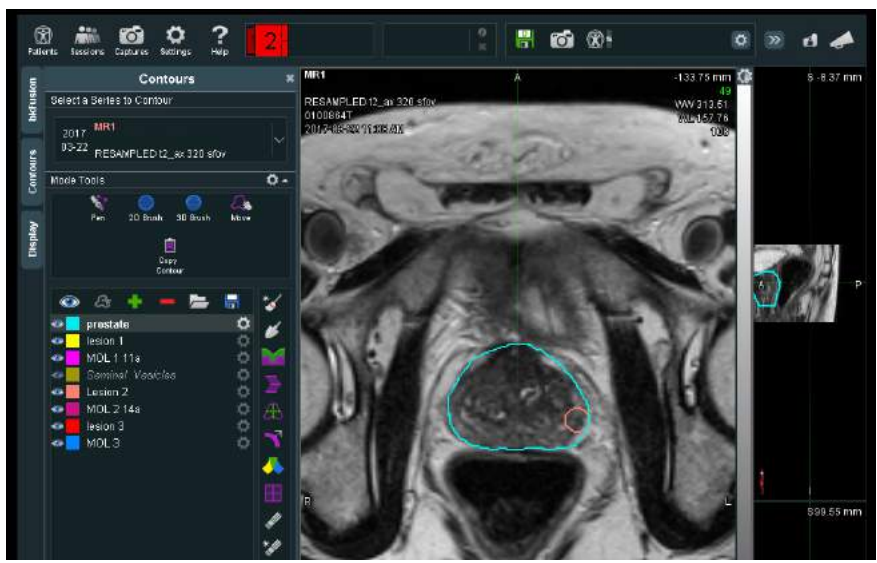 Patients Sessions Captures Settings Help 2
bkFusion
Contours
Display
Contours
Select a Series to Contour
2017
03-22
MR1
RESAMPLED t2_ax 320 sfov
Mode Tools
Pen 2D Brush 3D Brush Move
Copy
Contour
prostate
lesion 1
MOL 1 11a
Seminal Vesicles
Lesion 2
MOL 2 14a
lesion 3
MOL 3
MR1
RESAMPLED t2_ax 320 sfov
0100864T
A
-133.75 mm
49
WW 313.51
WL 157.76
R
L
S -8.37 mm
A
P
S99.55 mm